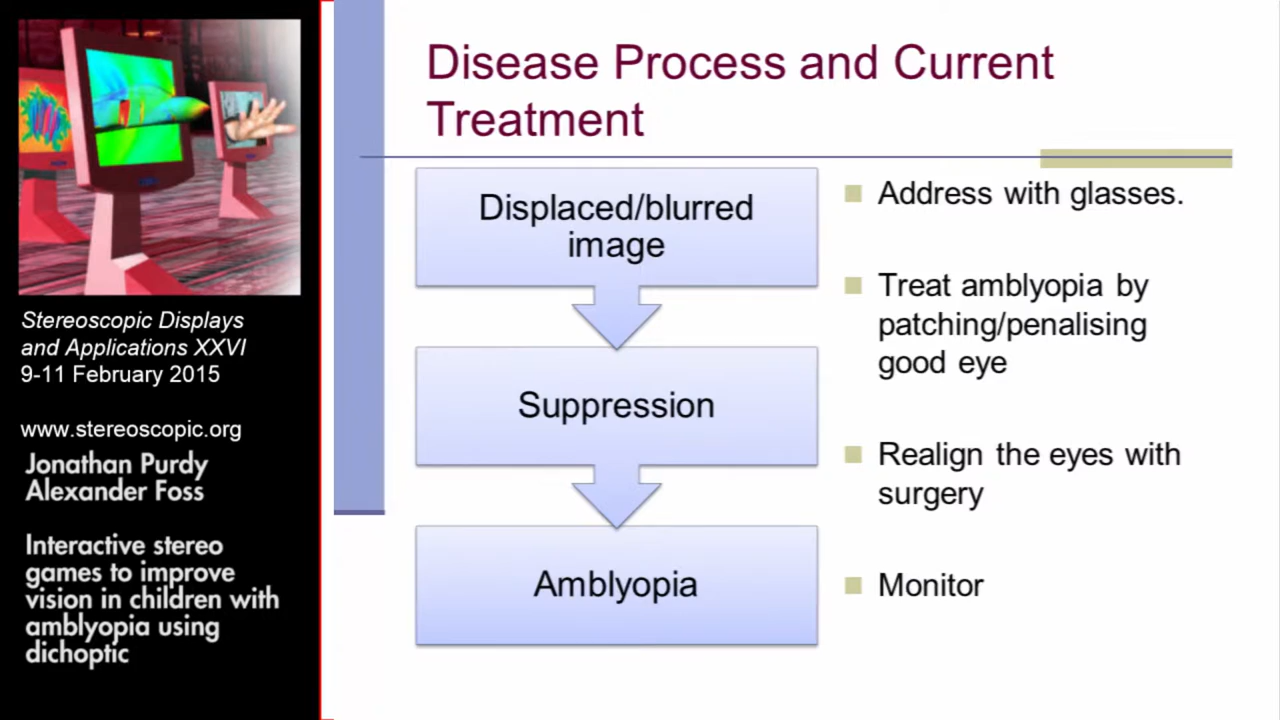 Stereoscopic Displays
and Applications XXVI
9-11 February 2015
www.stereoscopic.org
Jonathan Purdy
Alexander Foss
Interactive stereo
games to improve
vision in children with
amblyopia using
dichoptic
Disease Process and Current
Treatment
Displaced/blurred
image
Suppression
Amblyopia
Address with glasses.
Treat amblyopia by
patching/penalising
good eye
Realign the eyes with
surgery
Monitor